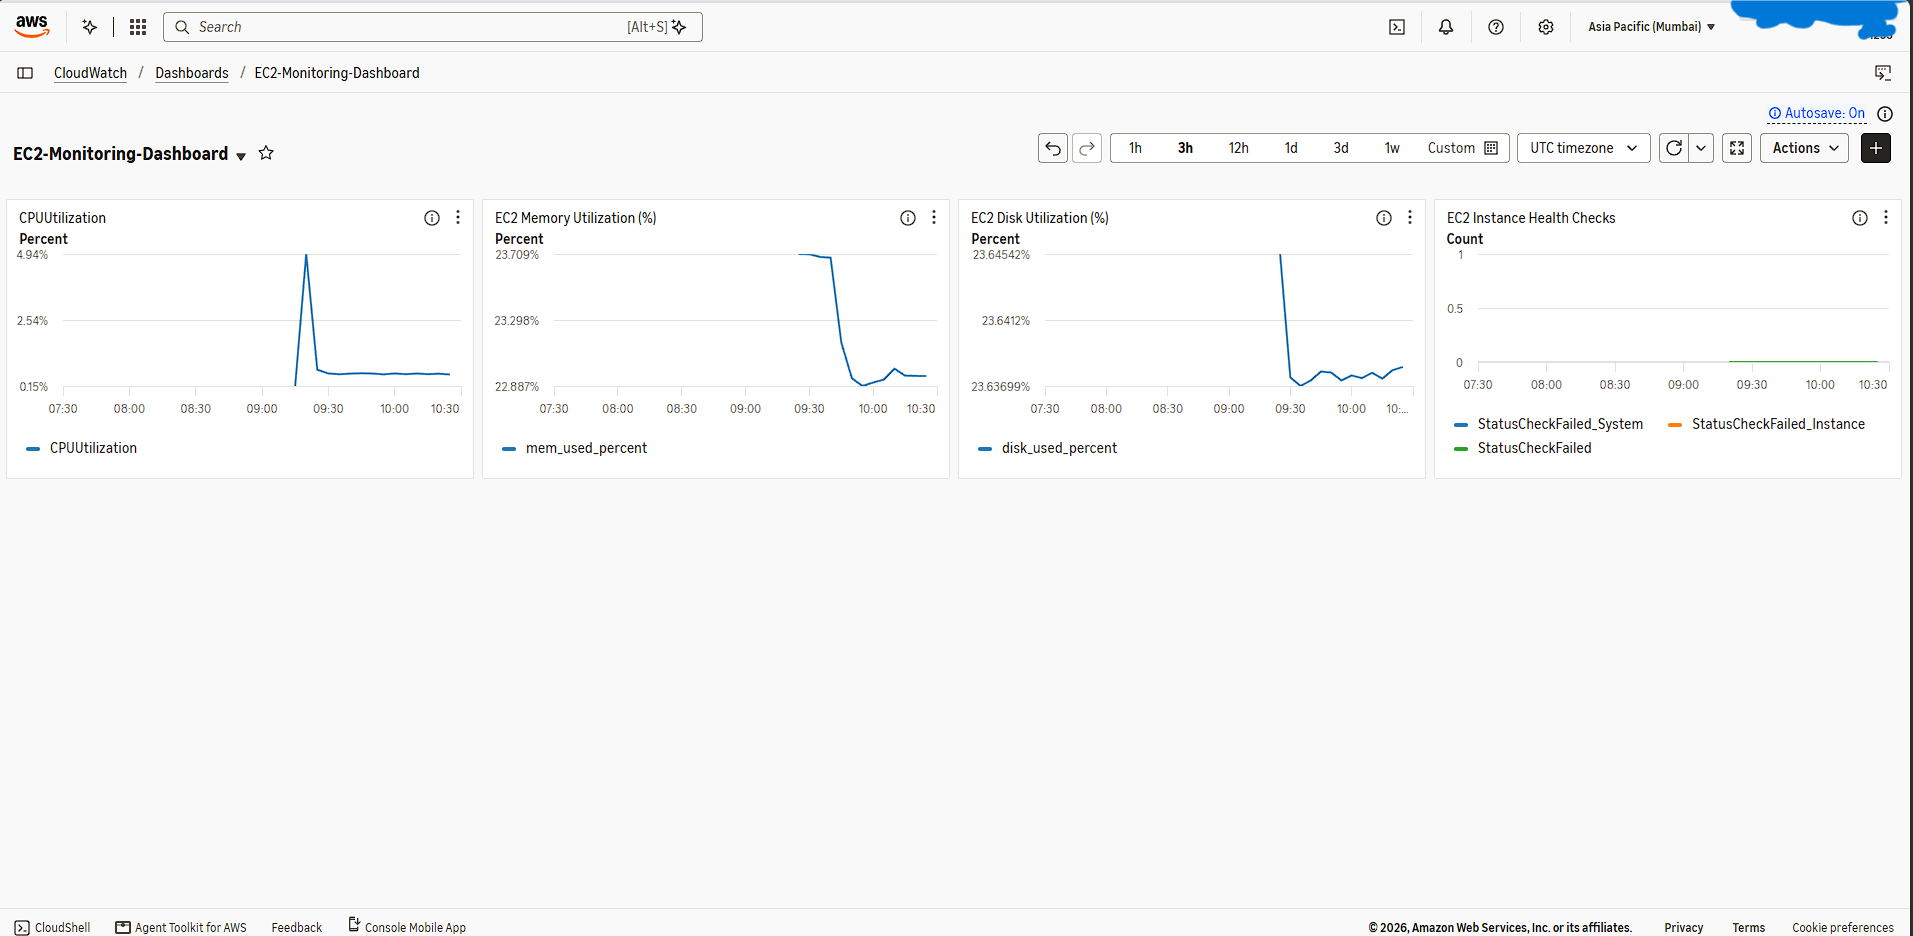 aws
Search [Alt+S]
Asia Pacific (Mumbai)
CloudWatch / Dashboards / EC2-Monitoring-Dashboard
Autosave: On
EC2-Monitoring-Dashboard
1h 3h 12h 1d 3d 1w Custom UTC timezone Actions
CPUUtilization
Percent
4.94%
2.54%
0.15%
07:30 08:00 08:30 09:00 09:30 10:00 10:30
CPUUtilization
EC2 Memory Utilization (%)
Percent
23.709%
23.298%
22.887%
07:30 08:00 08:30 09:00 09:30 10:00 10:30
mem_used_percent
EC2 Disk Utilization (%)
Percent
23.64542%
23.6412%
23.63699%
07:30 08:00 08:30 09:00 09:30 10:00 10:...
disk_used_percent
EC2 Instance Health Checks
Count
1
0.5
0
07:30 08:00 08:30 09:00 09:30 10:00 10:30
StatusCheckFailed_System StatusCheckFailed_Instance
StatusCheckFailed
CloudShell Agent Toolkit for AWS Feedback Console Mobile App
© 2026, Amazon Web Services, Inc. or its affiliates. Privacy Terms Cookie preferences